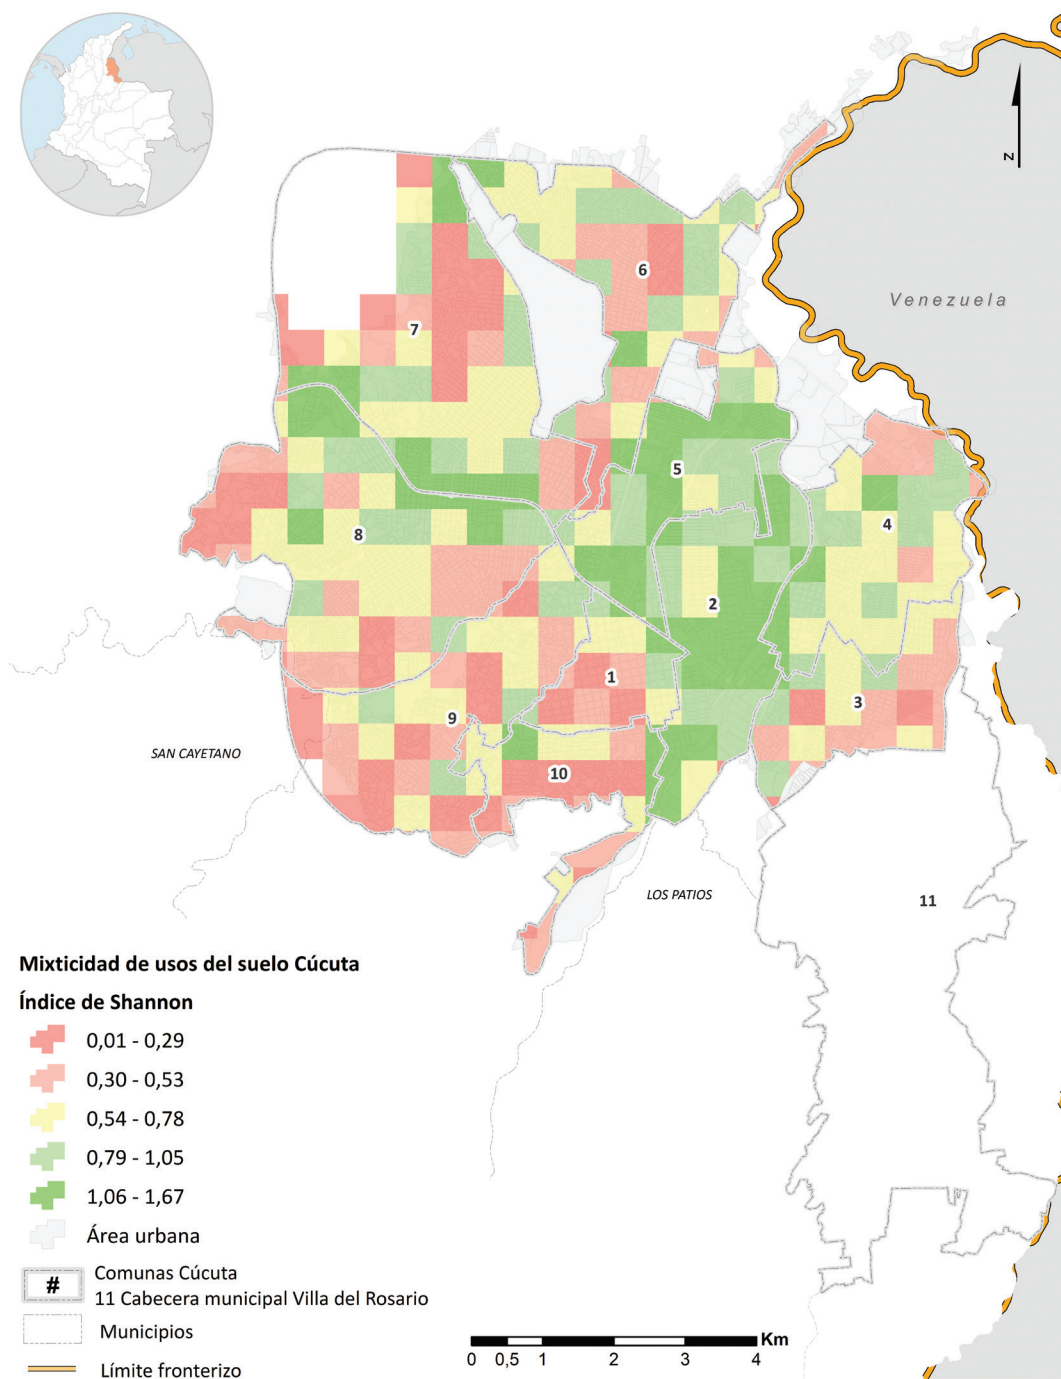 N
Venezuela
6
7
5
4
8
2
1
3
9
SAN CAYETANO
10
LOS PATIOS
11
Mixticidad de usos del suelo Cúcuta
Índice de Shannon
0,01 - 0,29
0,30 - 0,53
0,54 - 0,78
0,79 - 1,05
1,06 - 1,67
Área urbana
# Comunas Cúcuta
11 Cabecera municipal Villa del Rosario
Municipios
Límite fronterizo
Km
0 0,5 1 2 3 4